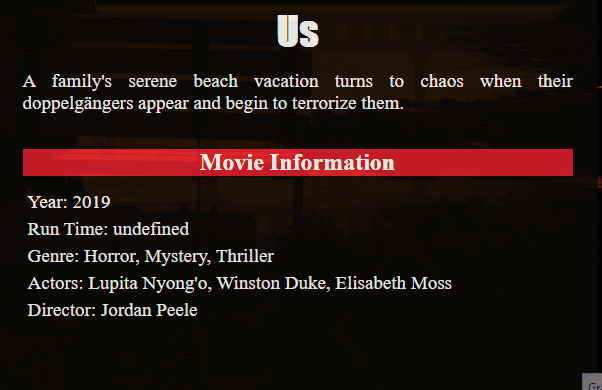 Us
A family's serene beach vacation turns to chaos when their
doppelgängers appear and begin to terrorize them.
Movie Information
Year: 2019
Run Time: undefined
Genre: Horror, Mystery, Thriller
Actors: Lupita Nyong'o, Winston Duke, Elisabeth Moss
Director: Jordan Peele